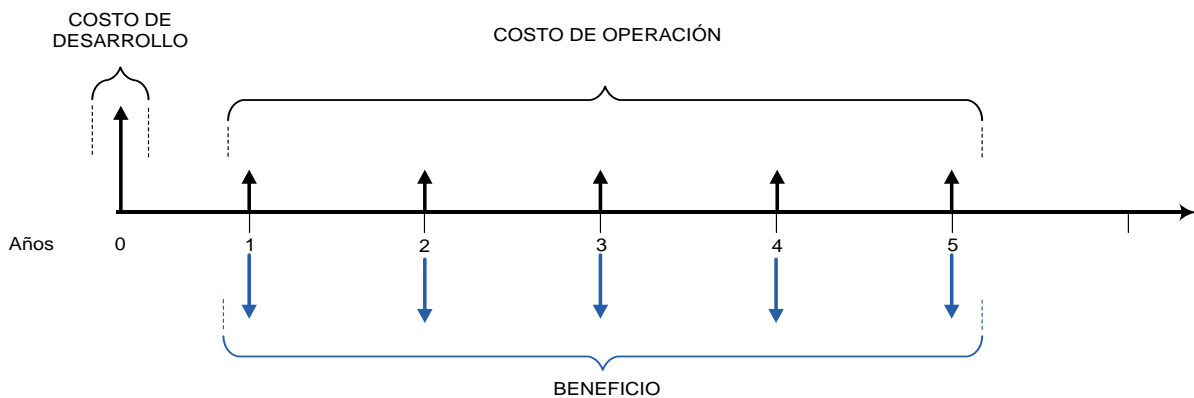 COSTO DE
DESARROLLO
COSTO DE OPERACIÓN
Años 0 1 2 3 4 5
BENEFICIO